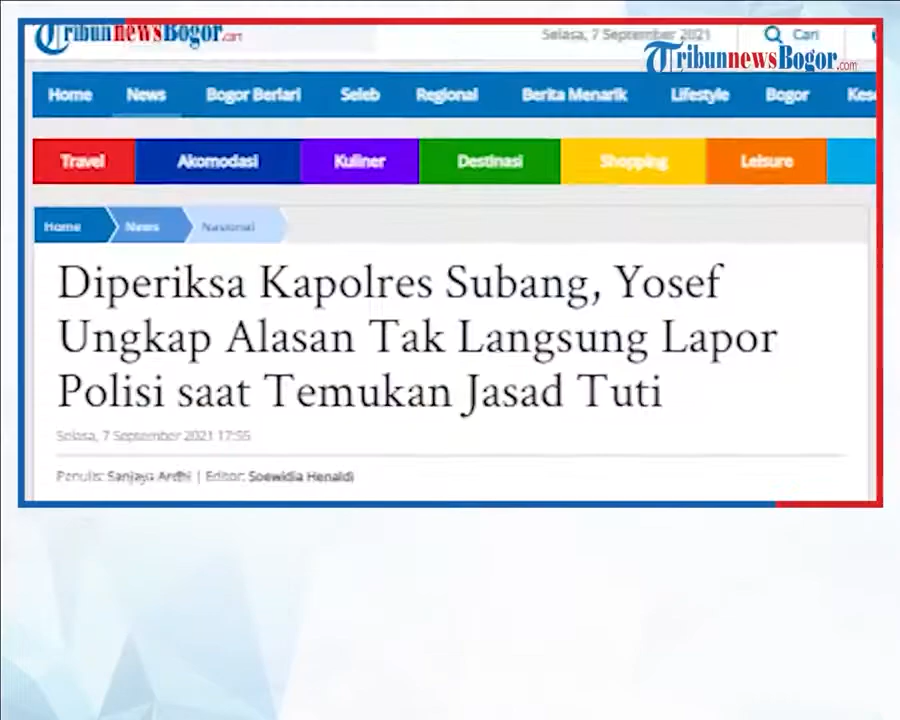 TribunnewsBogor.com
Selasa, 7 September 2021 Cari
TribunnewsBogor.com
Home News Bogor Berlari Seleb Regional Berita Menarik Lifestyle Bogor Kese
Travel Akomodasi Kuliner Destinasi Shopping Leisure
Home News Nasional
Diperiksa Kapolres Subang, Yosef
Ungkap Alasan Tak Langsung Lapor
Polisi saat Temukan Jasad Tuti
Selasa, 7 September 2021 17:55
Penulis: Sanjaya Ardhi | Editor: Soewidia Henaldi